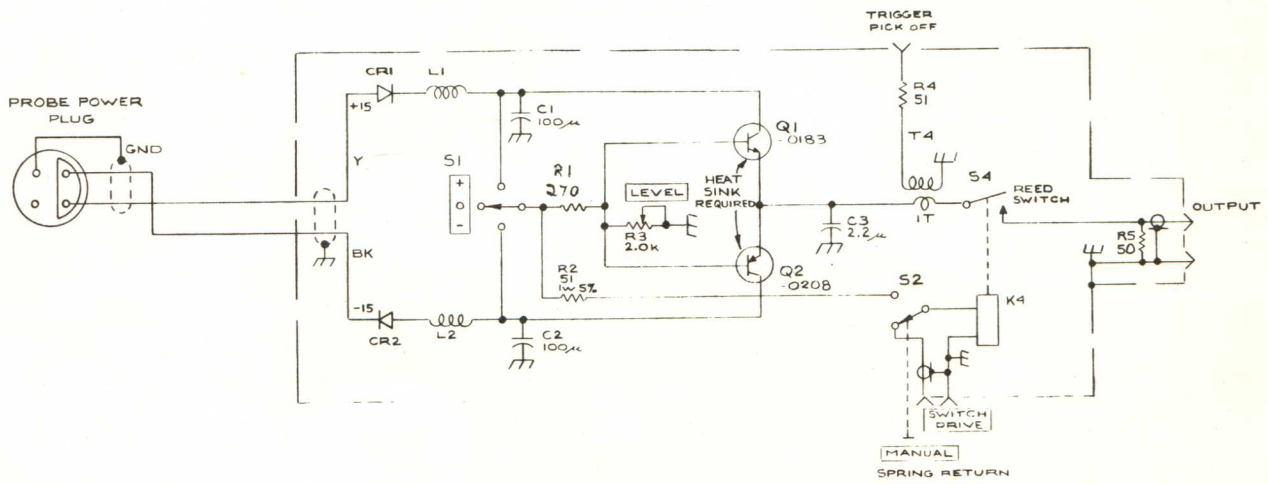 TRIGGER
PICK OFF
PROBE POWER
PLUG
GND
+15
CR1
L1
C1
100μ
Q1
-0183
R4
51
T4
Y
S1
+
O
-
R1
270
LEVEL
R3
2.0K
HEAT
SINK
REQUIRED
C3
2.2μ
1T
S4
REED
SWITCH
OUTPUT
R5
50
BK
R2
51
1W 5%
Q2
-0208
S2
K4
-15
CR2
L2
C2
100μ
SWITCH
DRIVE
MANUAL
SPRING RETURN